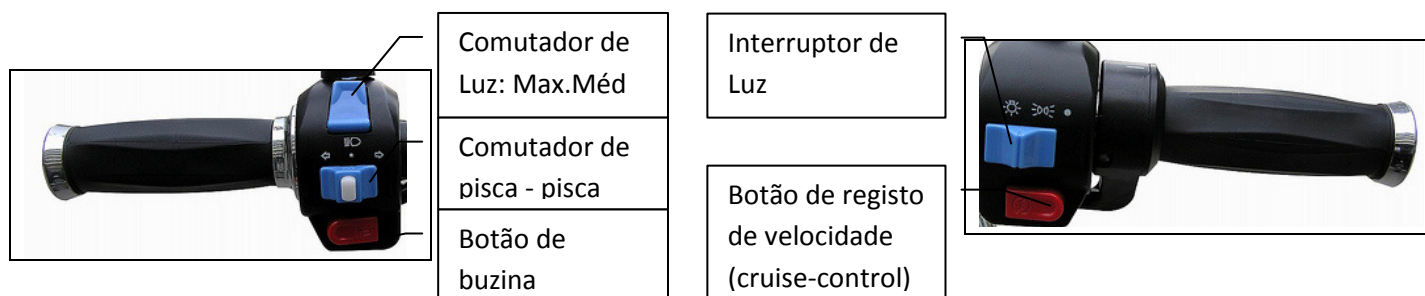 Comutador de
Luz: Max.Méd
Comutador de
pisca - pisca
Botão de
buzina
Interruptor de
Luz
Botão de registo
de velocidade
(cruise-control)